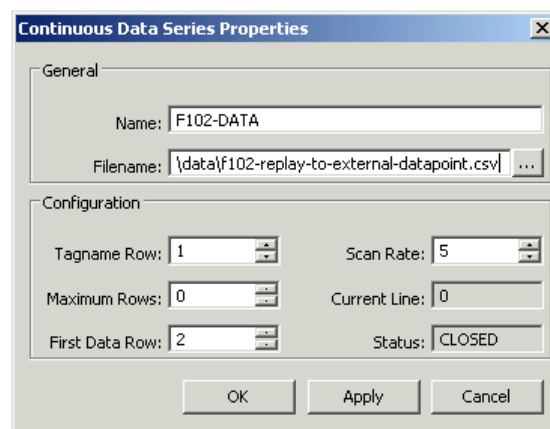 Continuous Data Series Properties
General
Name: F102-DATA
Filename: \data\f102-replay-to-external-datapoint.csv ...
Configuration
Tagname Row: 1 Scan Rate: 5
Maximum Rows: 0 Current Line: 0
First Data Row: 2 Status: CLOSED
OK Apply Cancel